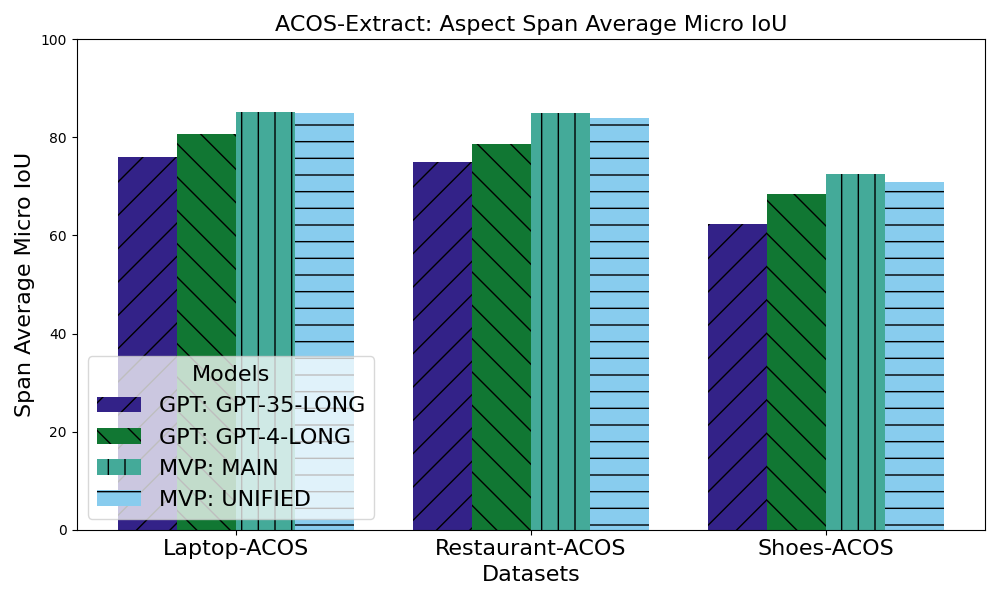 ACOS-Extract: Aspect Span Average Micro IoU
100
80
60
40
20
0
Span Average Micro IoU
Models
GPT: GPT-35-LONG
GPT: GPT-4-LONG
MVP: MAIN
MVP: UNIFIED
Laptop-ACOS
Restaurant-ACOS
Shoes-ACOS
Datasets